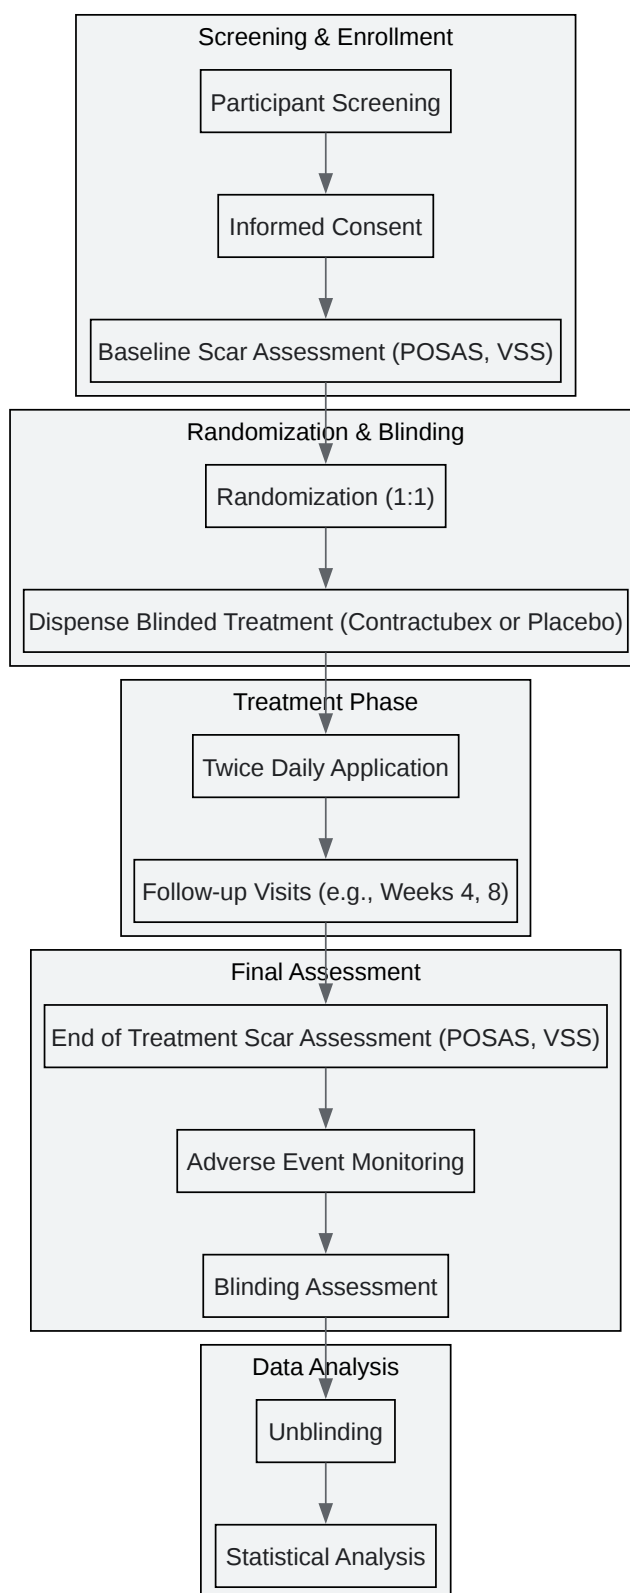 Screening & Enrollment
Participant Screening
Informed Consent
Baseline Scar Assessment (POSAS, VSS)
Randomization & Blinding
Randomization (1:1)
Dispense Blinded Treatment (Contractubex or Placebo)
Treatment Phase
Twice Daily Application
Follow-up Visits (e.g., Weeks 4, 8)
Final Assessment
End of Treatment Scar Assessment (POSAS, VSS)
Adverse Event Monitoring
Blinding Assessment
Data Analysis
Unblinding
Statistical Analysis